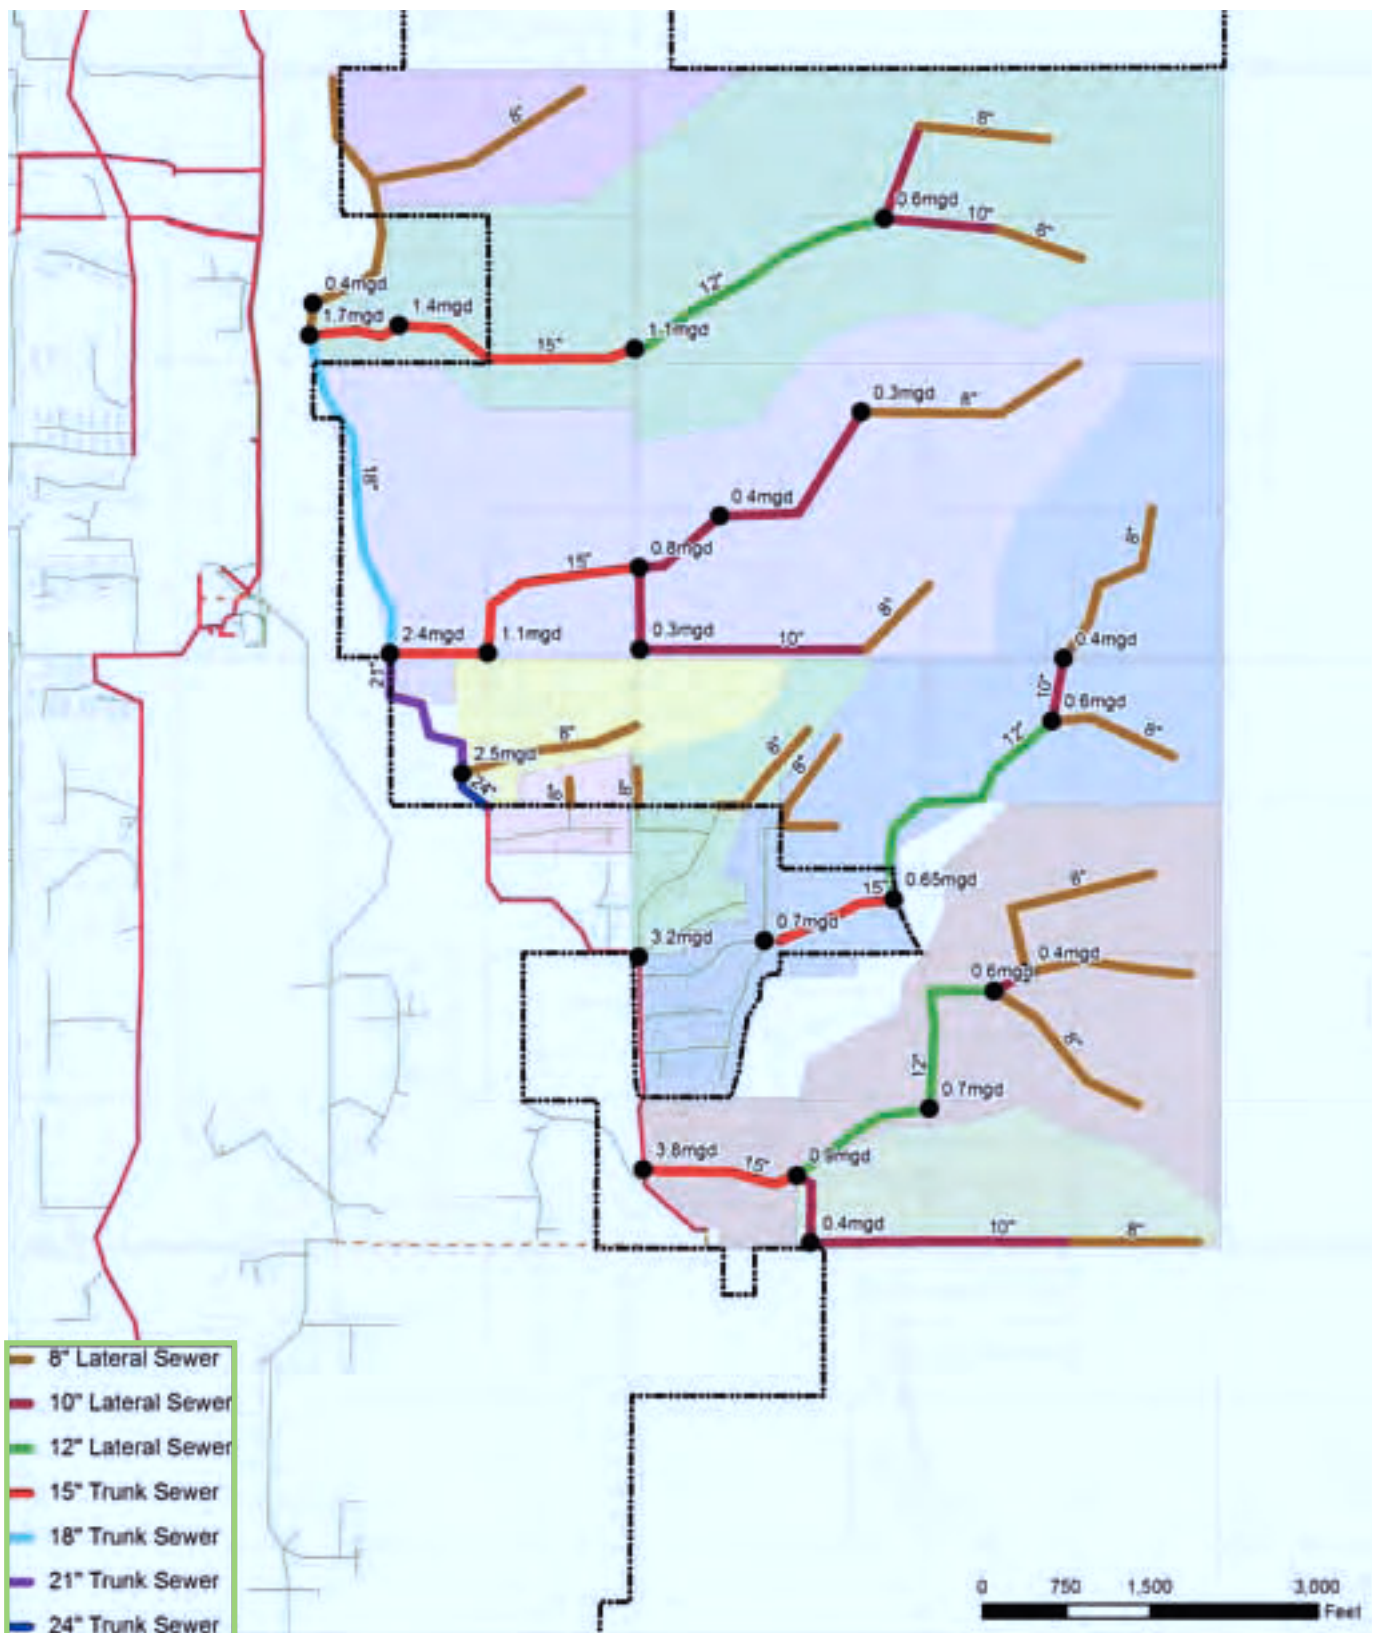 8"
8"
0.6mgd
10"
8"
12"
0.4mgd
1.7mgd
1.4mgd
1.1mgd
15"
0.3mgd
8"
18"
0.4mgd
0.8mgd
15"
8"
8"
2.4mgd
1.1mgd
0.3mgd
10"
0.4mgd
21"
10"
0.6mgd
8"
12"
2.5mgd
8"
8"
8"
24"
8"
8"
0.65mgd
15"
8"
0.7mgd
3.2mgd
0.4mgd
0.6mgd
8"
12"
0.7mgd
3.8mgd
15"
0.9mgd
0.4mgd
10"
8"
8" Lateral Sewer
10" Lateral Sewer
12" Lateral Sewer
15" Trunk Sewer
18" Trunk Sewer
21" Trunk Sewer
24" Trunk Sewer
0 750 1,500 3,000
Feet